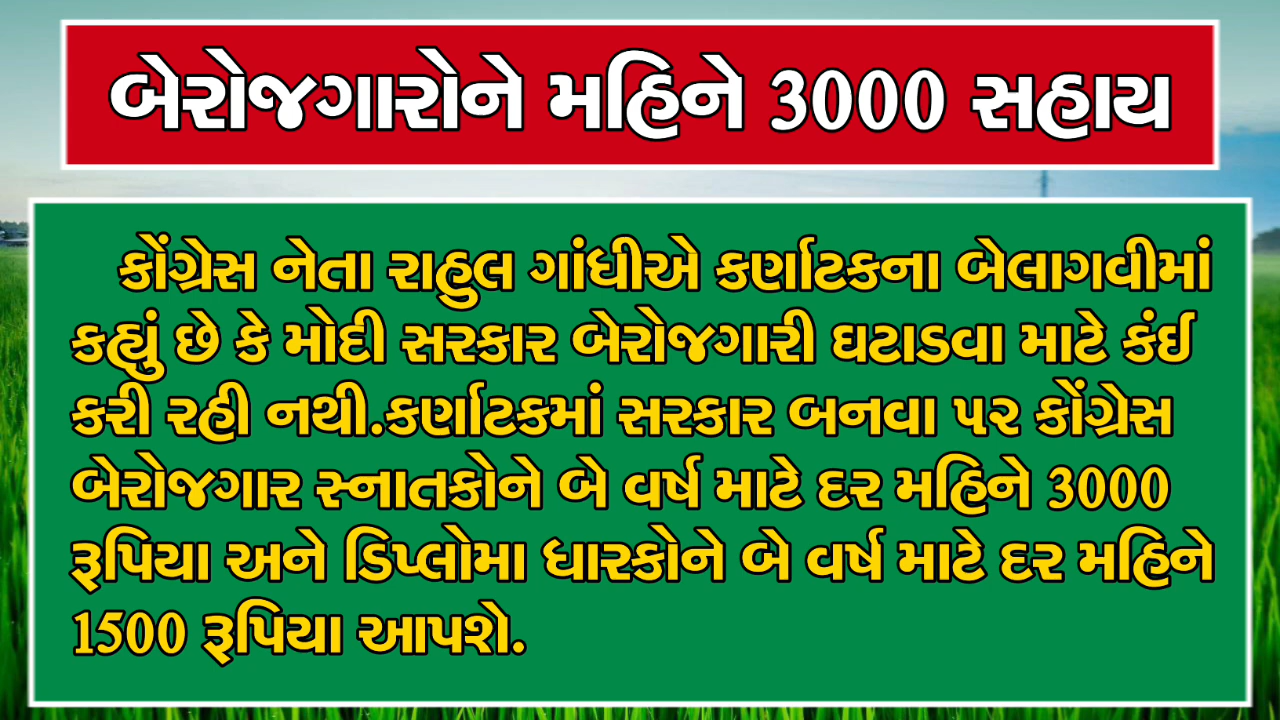 બેરોજગારોને મહિને 3000 સહાય
કોંગ્રેસ નેતા રાહુલ ગાંધીએ કર્ણાટકના બેલાગવીમાં
કહ્યું છે કે મોદી સરકાર બેરોજગારી ઘટાડવા માટે કંઈ
કરી રહી નથી.કર્ણાટકમાં સરકાર બનવા પર કોંગ્રેસ
બેરોજગાર સ્નાતકોને બે વર્ષ માટે દર મહિને 3000
રૂપિયા અને ડિપ્લોમા ધારકોને બે વર્ષ માટે દર મહિને
1500 રૂપિયા આપશે.